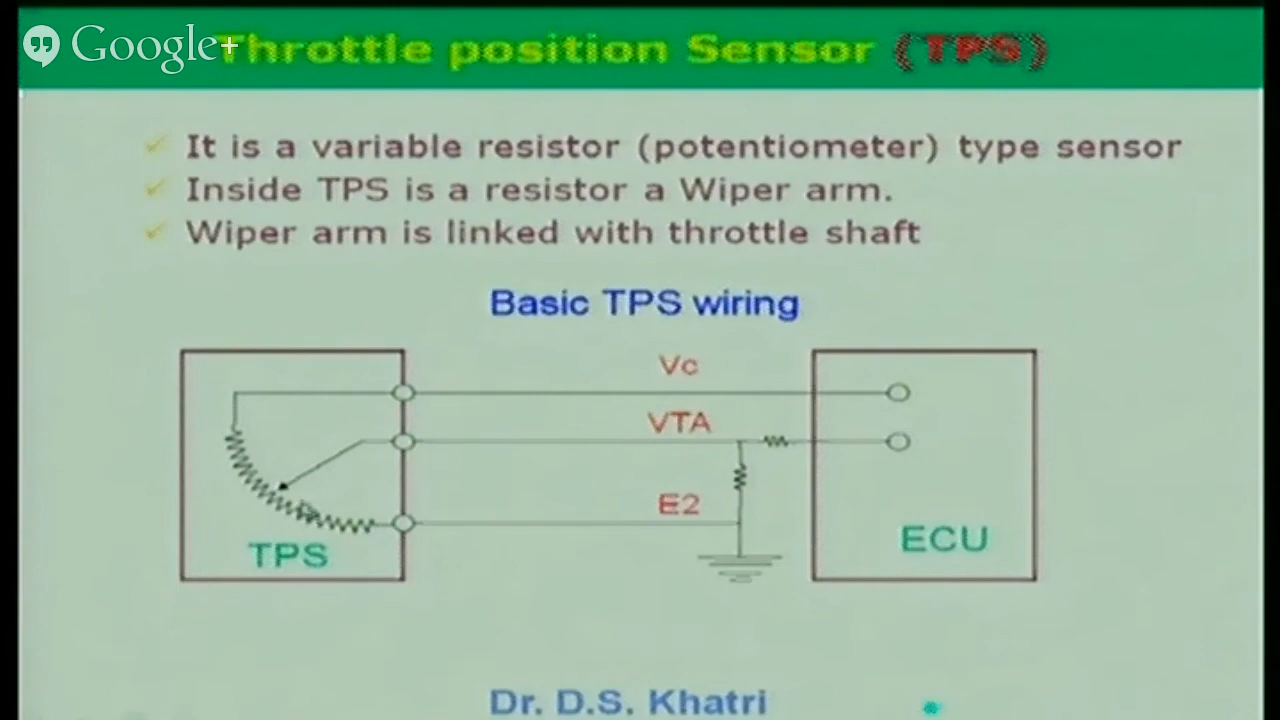 Google+
Throttle position Sensor (TPS)
It is a variable resistor (potentiometer) type sensor
Inside TPS is a resistor a Wiper arm.
Wiper arm is linked with throttle shaft
Basic TPS wiring
Vc
VTA
E2
TPS
ECU
Dr. D.S. Khatri